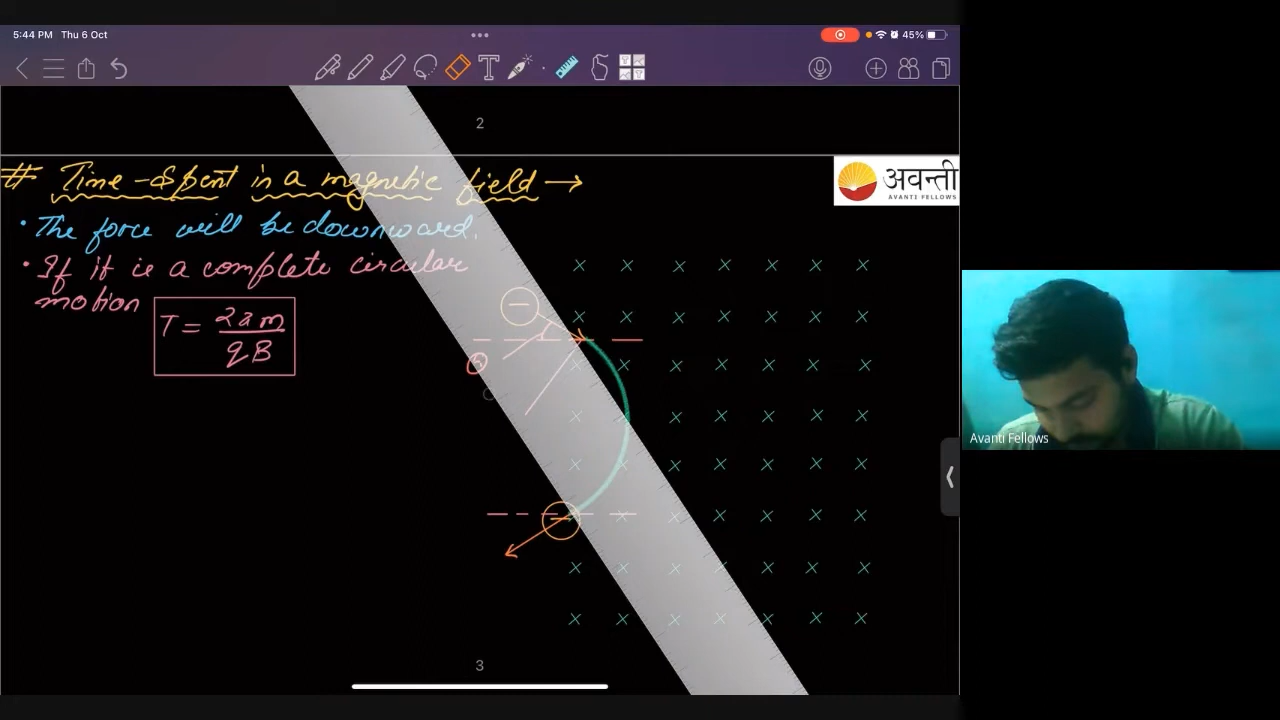 5:44 PM Thu 6 Oct
45%
2
# Time-Spent in a magnetic field →
अवन्ती
AVANTI FELLOWS
• The force will be downward.
• If it is a complete circular
motion
T = 2πm
qB
Avanti Fellows
3